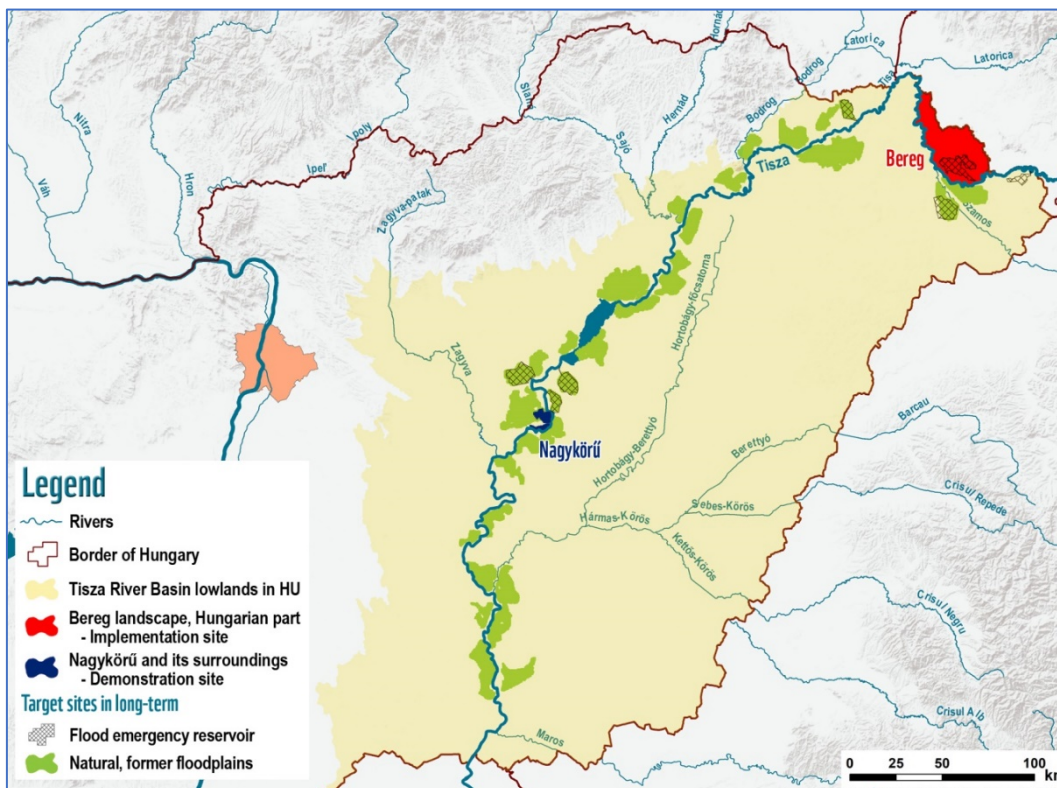 Latorica
Latorica
Bodrog
Tisa
Slaná
Hornád
Nitra
Váh
Hron
Ipoly
Ipeľ
Sajó
Hernád
Bodrog
Tisza
Bereg
Szamos
Zagyva-patak
Hortobágy-főcsatorna
Zagyva
Nagykörű
Hortobágy-Berettyó
Berettyó
Barcau
Crisul Repede
Sebes-Körös
Hármas-Körös
Kettős-Körös
Crisul Negru
Crisul Alb
Maros
Legend
Rivers
Border of Hungary
Tisza River Basin lowlands in HU
Bereg landscape, Hungarian part
- Implementation site
Nagykörű and its surroundings
- Demonstration site
Target sites in long-term
Flood emergency reservoir
Natural, former floodplains
0 25 50 100
km